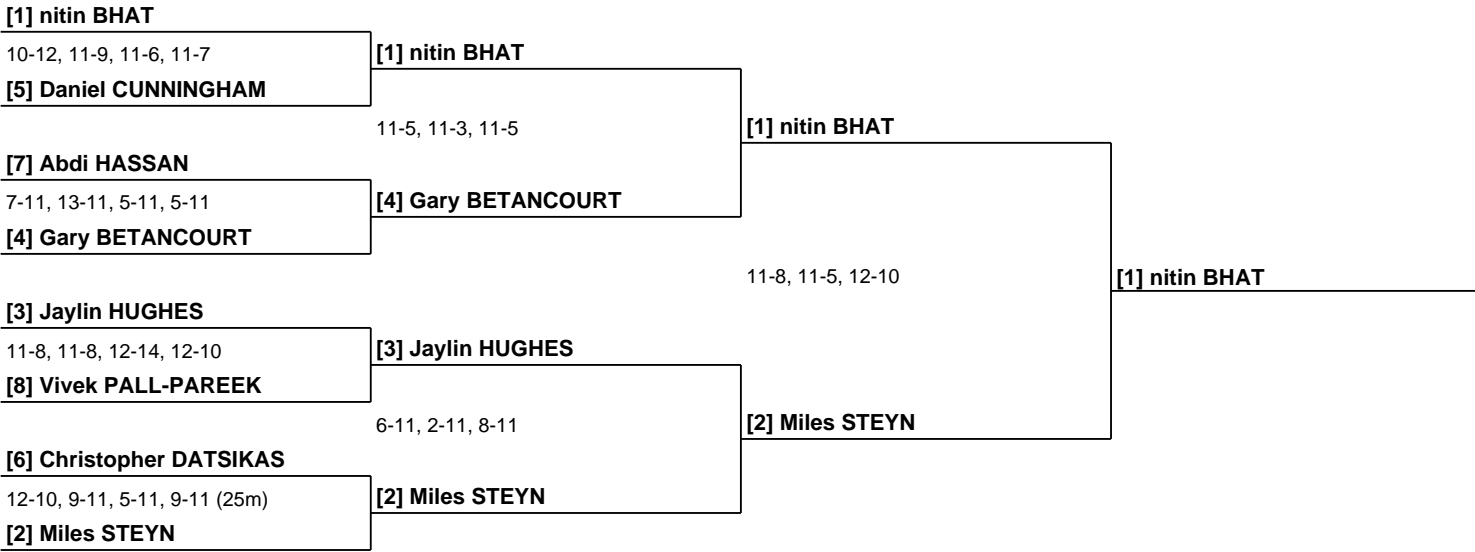 [1] nitin BHAT
10-12, 11-9, 11-6, 11-7
[5] Daniel CUNNINGHAM
[1] nitin BHAT
11-5, 11-3, 11-5
[7] Abdi HASSAN
7-11, 13-11, 5-11, 5-11
[4] Gary BETANCOURT
[4] Gary BETANCOURT
[1] nitin BHAT
11-8, 11-5, 12-10
[1] nitin BHAT
[3] Jaylin HUGHES
11-8, 11-8, 12-14, 12-10
[8] Vivek PALL-PAREEK
[3] Jaylin HUGHES
6-11, 2-11, 8-11
[2] Miles STEYN
[6] Christopher DATSIKAS
12-10, 9-11, 5-11, 9-11 (25m)
[2] Miles STEYN
[2] Miles STEYN